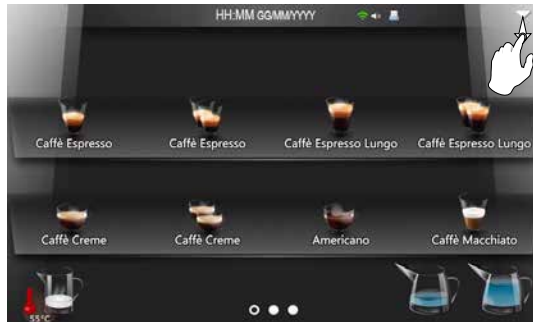 HH:MM GG/MM/YYYY
Caffè Espresso Caffè Espresso Caffè Espresso Lungo Caffè Espresso Lungo
Caffè Creme Caffè Creme Americano Caffè Macchiato
55°C